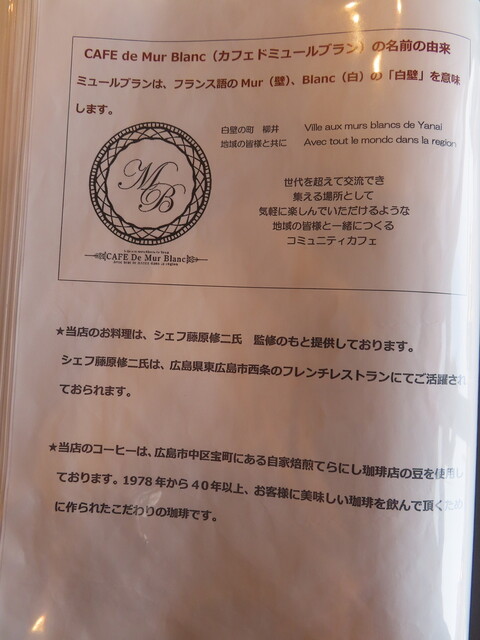 CAFE de Mur Blanc（カフェドミュールブラン）の名前の由来
ミュールブランは、フランス語の Mur（壁）、Blanc（白）の「白壁」を意味
します。
白壁の町　柳井　Ville aux murs blancs de Yanai
地域の皆様と共に　Avec tout le monde dans la region
MB
CAFE De Mur Blanc
世代を超えて交流でき
集える場所として
気軽に楽しんでいただけるような
地域の皆様と一緒につくる
コミュニティカフェ
★当店のお料理は、シェフ藤原修二氏　監修のもと提供しております。
シェフ藤原修二氏は、広島県東広島市西条のフレンチレストランにてご活躍され
ておられます。
★当店のコーヒーは、広島市中区宝町にある自家焙煎てらにし珈琲店の豆を使用し
ております。1978 年から４０年以上、お客様に美味しい珈琲を飲んで頂くため
に作られたこだわりの珈琲です。